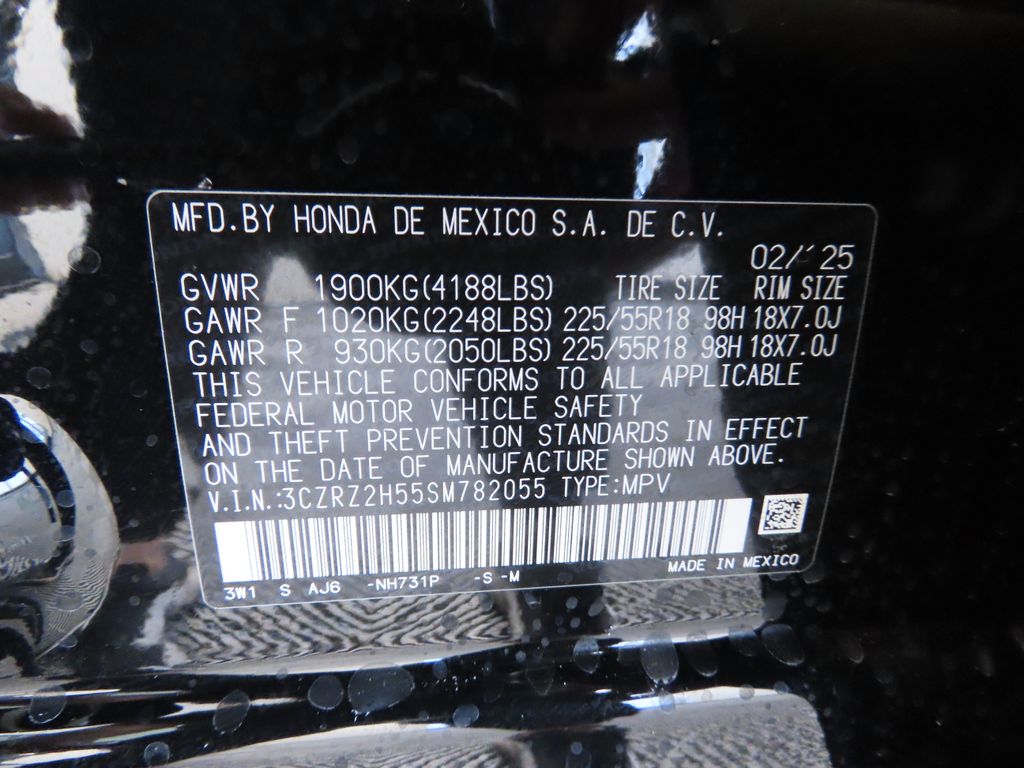 MFD.BY HONDA DE MEXICO S.A. DE C.V.
02/ 25
GVWR 1900KG(4188LBS) TIRE SIZE RIM SIZE
GAWR F 1020KG(2248LBS) 225/55R18 98H 18X7.0J
GAWR R 930KG(2050LBS) 225/55R18 98H 18X7.0J
THIS VEHICLE CONFORMS TO ALL APPLICABLE
FEDERAL MOTOR VEHICLE SAFETY
AND THEFT PREVENTION STANDARDS IN EFFECT
ON THE DATE OF MANUFACTURE SHOWN ABOVE.
V.I.N.:3CZRZ2H55SM782055 TYPE:MPV
MADE IN MEXICO
3W1 S AJ6 -NH731P -S -M